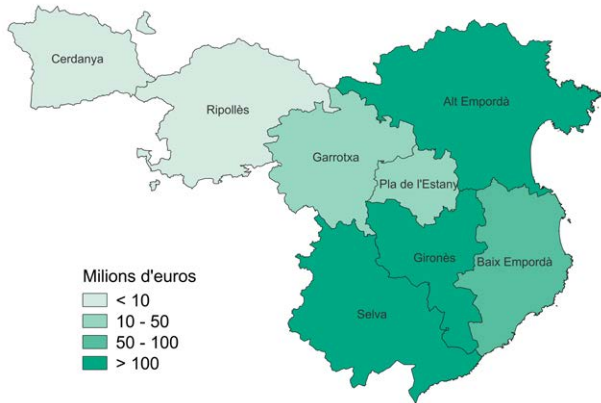 Cerdanya
Ripollès
Alt Empordà
Garrotxa
Pla de l'Estany
Gironès
Baix Empordà
Selva
Milions d'euros
< 10
10 - 50
50 - 100
> 100